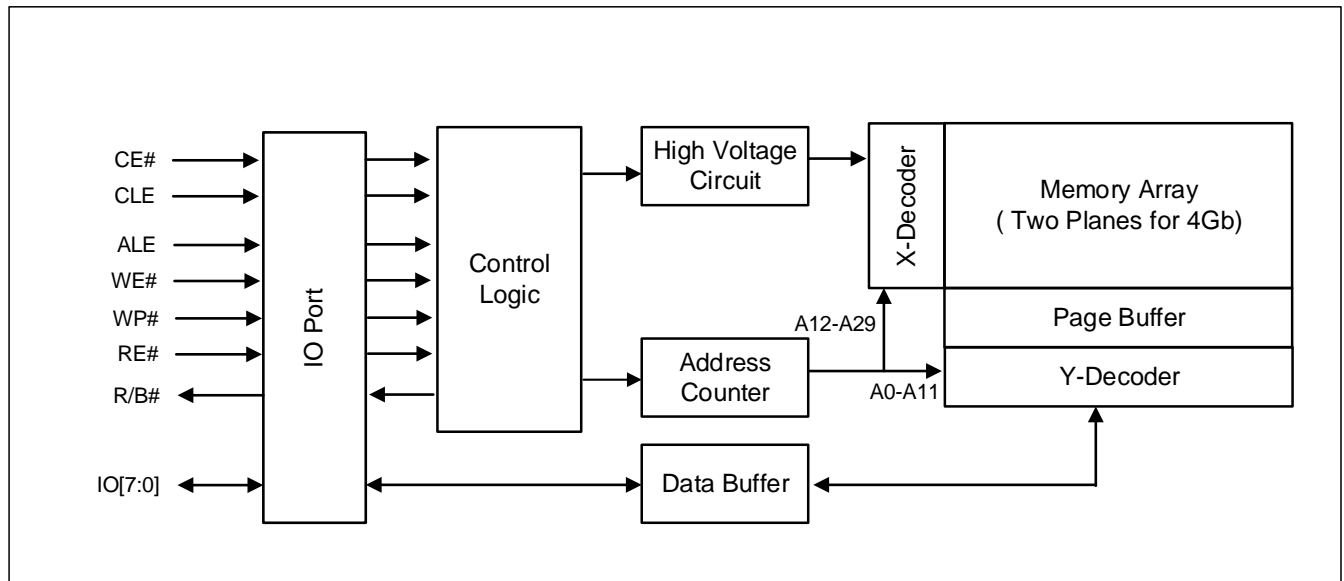 CE#
CLE
ALE
WE#
WP#
RE#
R/B#
IO[7:0]
IO Port
Control
Logic
High Voltage
Circuit
Address
Counter
Data Buffer
A12-A29
A0-A11
X-Decoder
Memory Array
( Two Planes for 4Gb)
Page Buffer
Y-Decoder